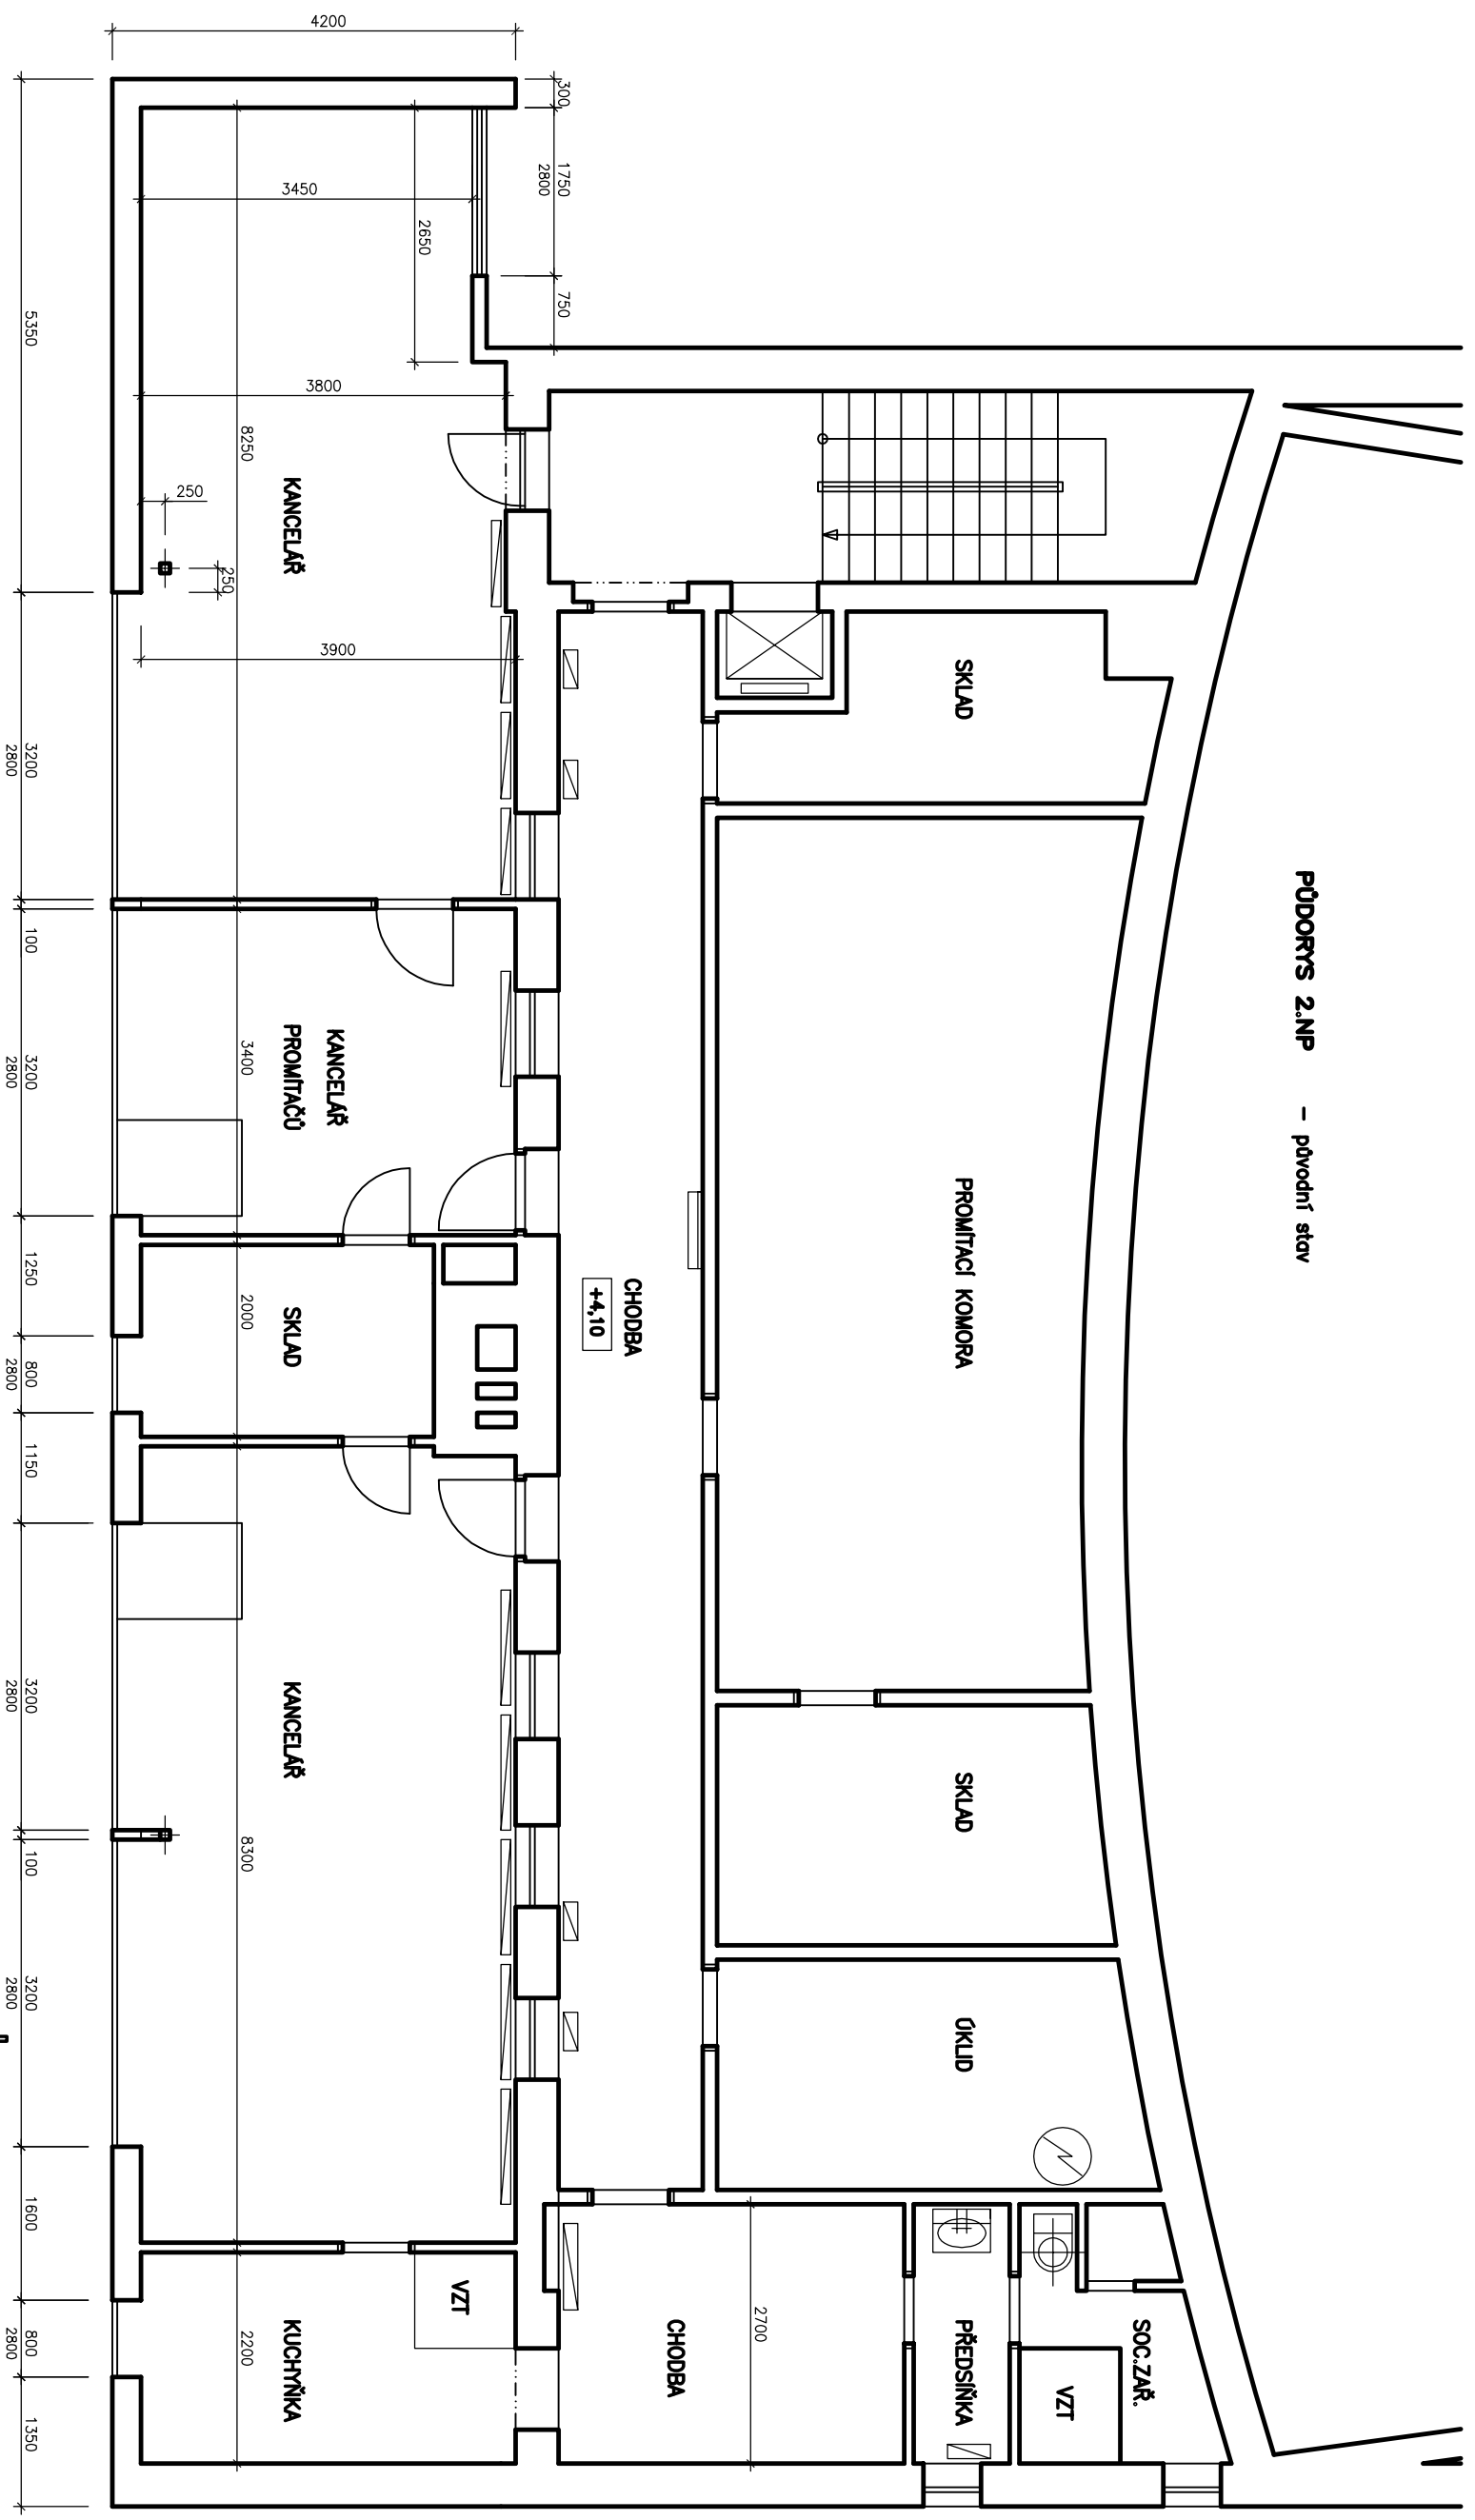 PŮDORYS 2.NP – původní stav
SKLAD
PROMÍTACÍ KOMORA
SKLAD
ÚKLID
SOC.ZAŘ.
VZT
PŘEDSÍŇKA
CHODBA
2700
CHODBA
+4,10
300
1750
2800
750
4200
3450
2650
3800
8250
250
250
3900
KANCELÁŘ
KANCELÁŘ
PROMÍTAČŮ
3400
SKLAD
2000
KANCELÁŘ
8300
VZT
KUCHYŇKA
2200
5350
3200
2800
100
3200
2800
1250
800
2800
1150
3200
2800
100
3200
2800
1600
800
2800
1350